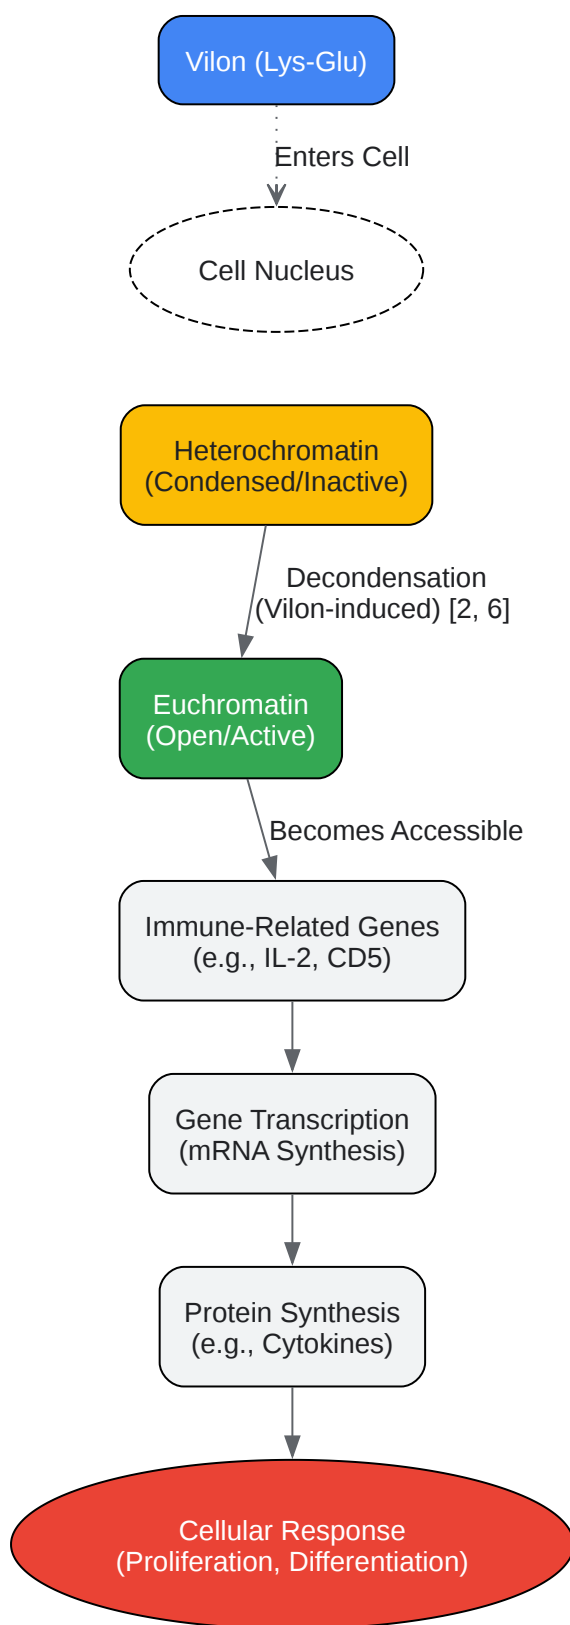 Vilon (Lys-Glu)
Enters Cell
Cell Nucleus
Heterochromatin
(Condensed/Inactive)
Decondensation
(Vilon-induced) [2, 6]
Euchromatin
(Open/Active)
Becomes Accessible
Immune-Related Genes
(e.g., IL-2, CD5)
Gene Transcription
(mRNA Synthesis)
Protein Synthesis
(e.g., Cytokines)
Cellular Response
(Proliferation, Differentiation)